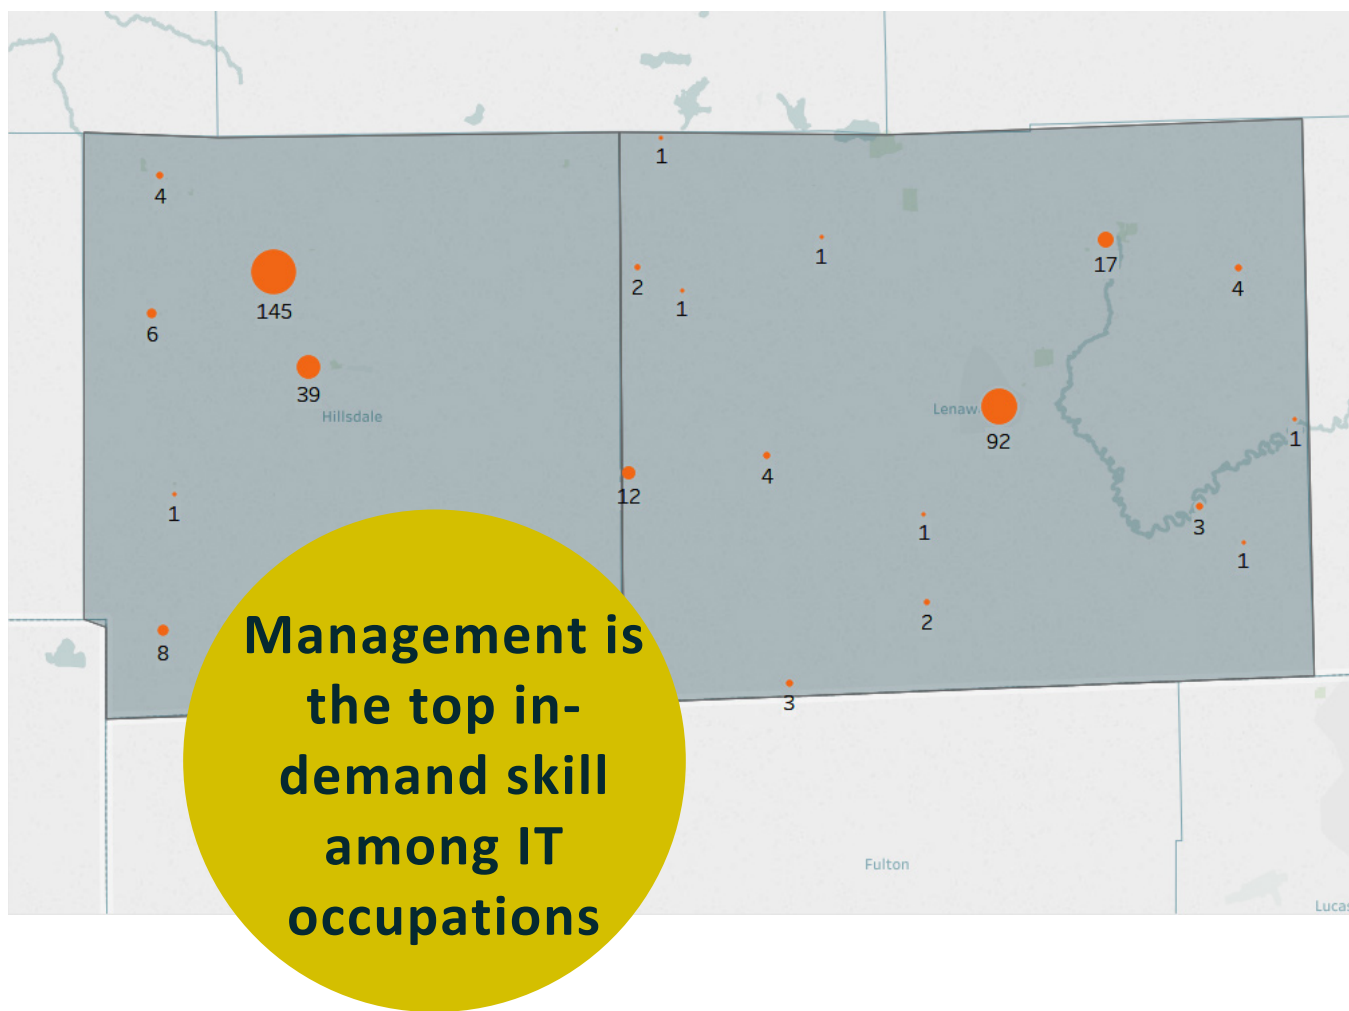 1
4
1
17
2
4
145
1
6
39
Hillsdale
Lenaw
92
1
4
12
1
1
3
1
2
Management is
8
the top in-
3
demand skill
among IT
Fulton
occupations
Lucas